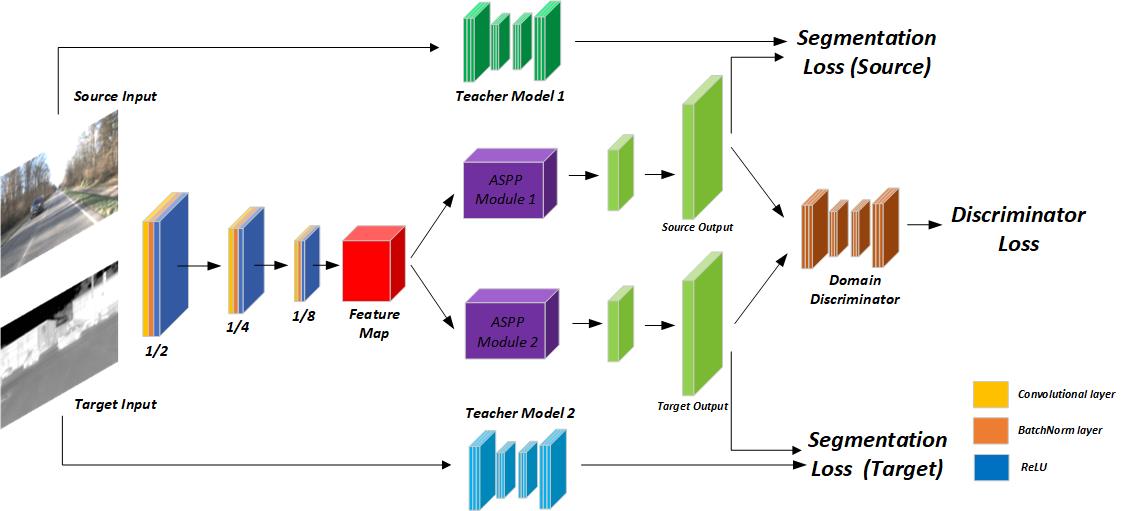 Source Input
Teacher Model 1
Segmentation
Loss (Source)
ASPP
Module 1
Source Output
1/2
1/4
1/8
Feature
Map
ASPP
Module 2
Target Output
Domain
Discriminator
Discriminator
Loss
Target Input
Teacher Model 2
Segmentation
Loss (Target)
Convolutional layer
BatchNorm layer
ReLU